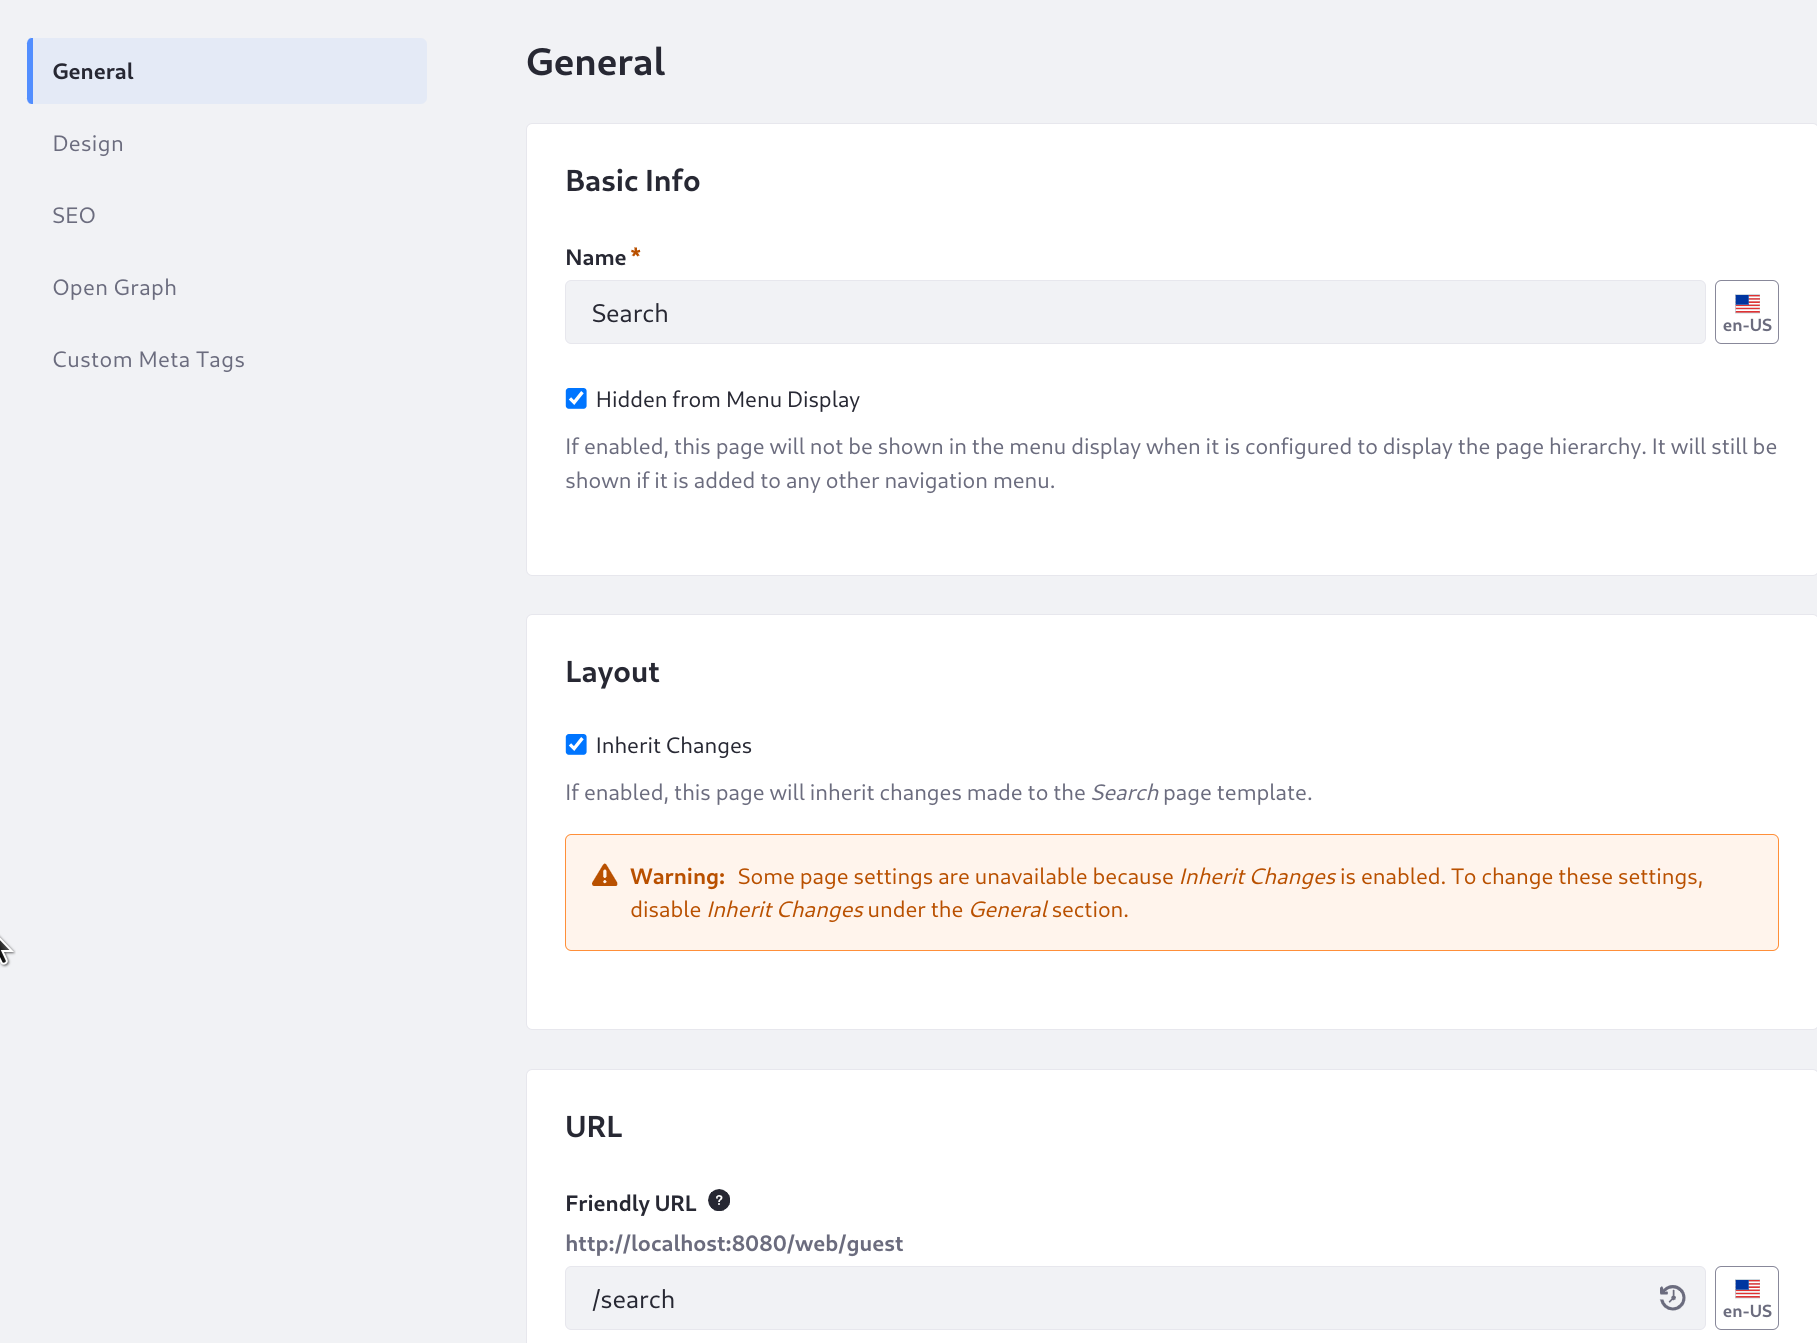 General
Design
SEO
Open Graph
Custom Meta Tags
General
Basic Info
Name *
Search
en-US
Hidden from Menu Display
If enabled, this page will not be shown in the menu display when it is configured to display the page hierarchy. It will still be
shown if it is added to any other navigation menu.
Layout
Inherit Changes
If enabled, this page will inherit changes made to the Search page template.
Warning: Some page settings are unavailable because Inherit Changes is enabled. To change these settings,
disable Inherit Changes under the General section.
URL
Friendly URL ?
http://localhost:8080/web/guest
/search
en-US